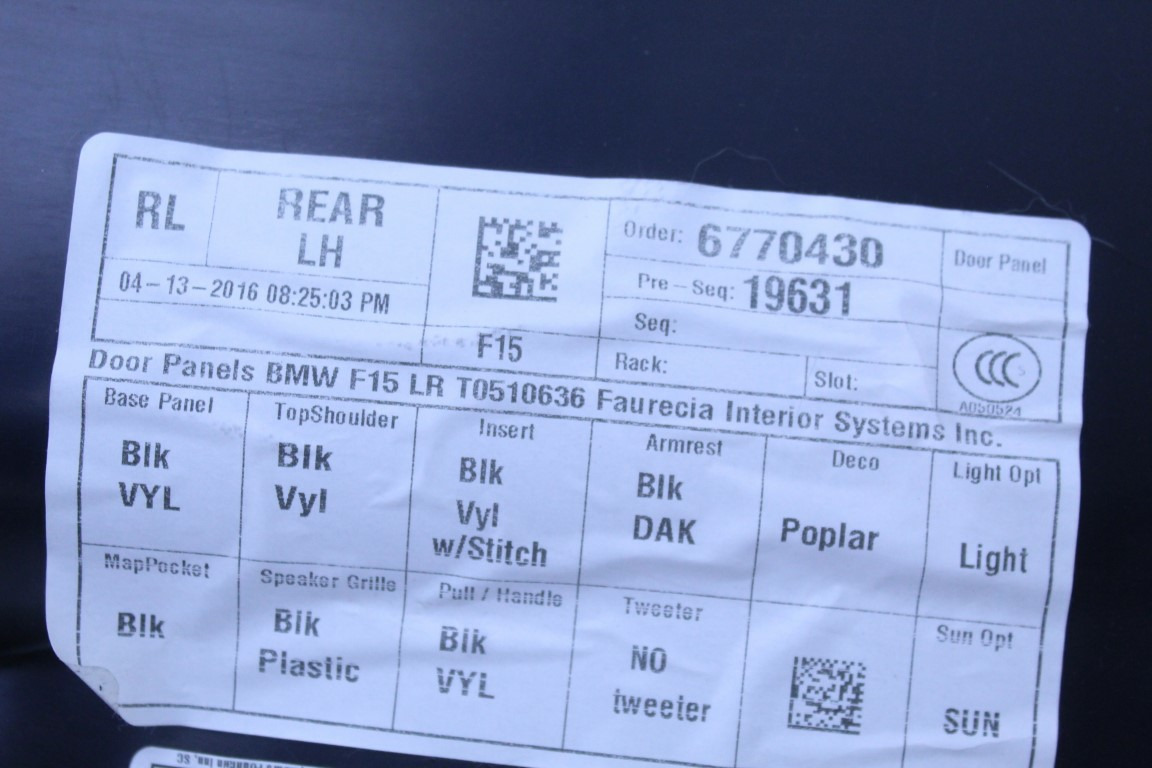 RL
REAR
LH
04-13-2016 08:25:03 PM
F15
Order: 6770430
Pre-Seq: 19631
Seq:
Rack:
Slot:
Door Panel
CCC S
A050524
Door Panels BMW F15 LR T0510636 Faurecia Interior Systems Inc.
Base Panel
Blk
VYL
TopShoulder
Blk
Vyl
Insert
Blk
Vyl
w/Stitch
Armrest
Blk
DAK
Deco
Poplar
Light Opt
Light
MapPocket
Blk
Speaker Grille
Blk
Plastic
Pull / Handle
Blk
VYL
Tweeter
NO
tweeter
Sun Opt
SUN